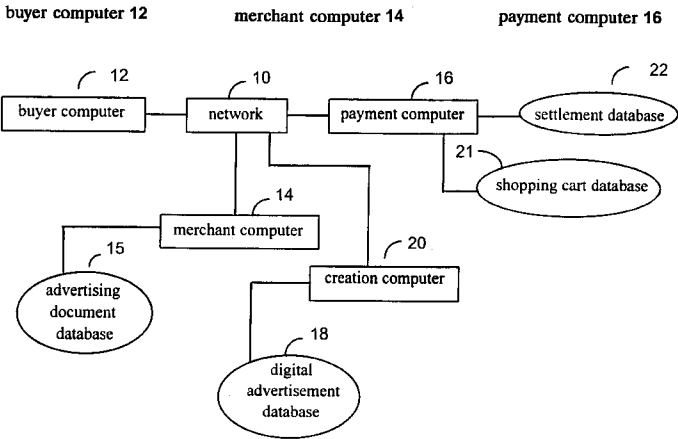 buyer computer 12 merchant computer 14 payment computer 16
12 10 16 22
buyer computer network payment computer settlement database
21
shopping cart database
14
merchant computer
15 20
advertising
document
database
creation computer
18
digital
advertisement
database